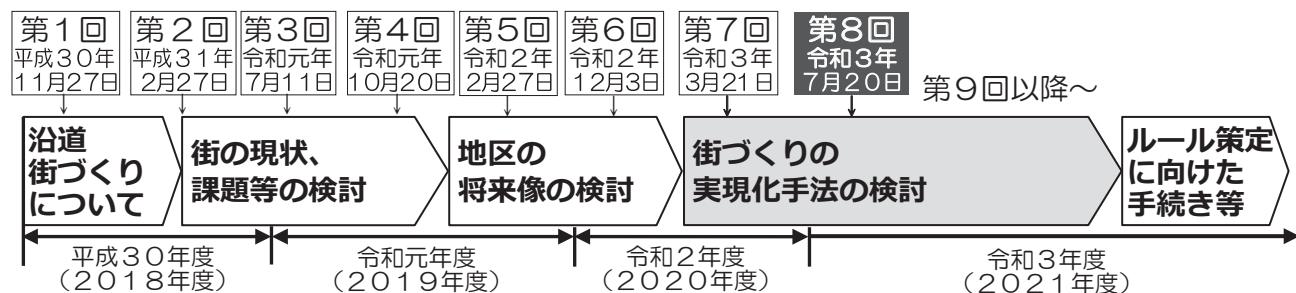 第1回
平成30年
11月27日
第2回
平成31年
2月27日
第3回
令和元年
7月11日
第4回
令和元年
10月20日
第5回
令和2年
2月27日
第6回
令和2年
12月3日
第7回
令和3年
3月21日
第8回
令和3年
7月20日
第9回以降～
沿道
街づくり
について
街の現状、
課題等の検討
地区の
将来像の検討
街づくりの
実現化手法の検討
ルール策定
に向けた
手続き等
平成30年度
（2018年度）
令和元年度
（2019年度）
令和2年度
（2020年度）
令和3年度
（2021年度）